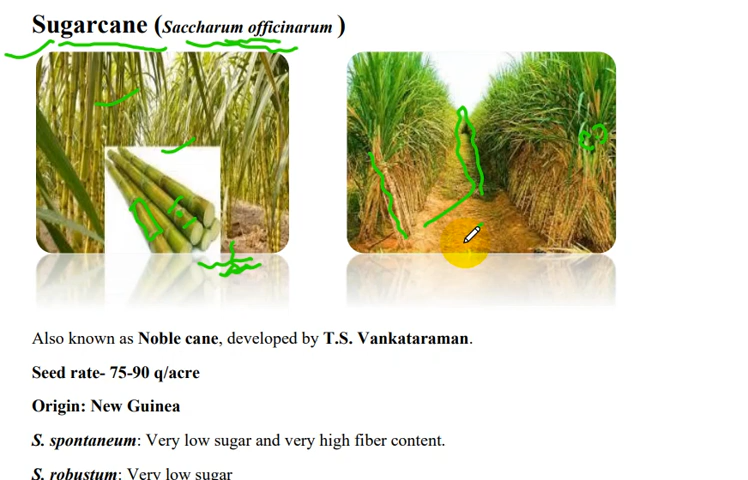 Sugarcane (Saccharum officinarum )
Also known as Noble cane, developed by T.S. Vankataraman.
Seed rate- 75-90 q/acre
Origin: New Guinea
S. spontaneum: Very low sugar and very high fiber content.
S. robustum: Very low sugar